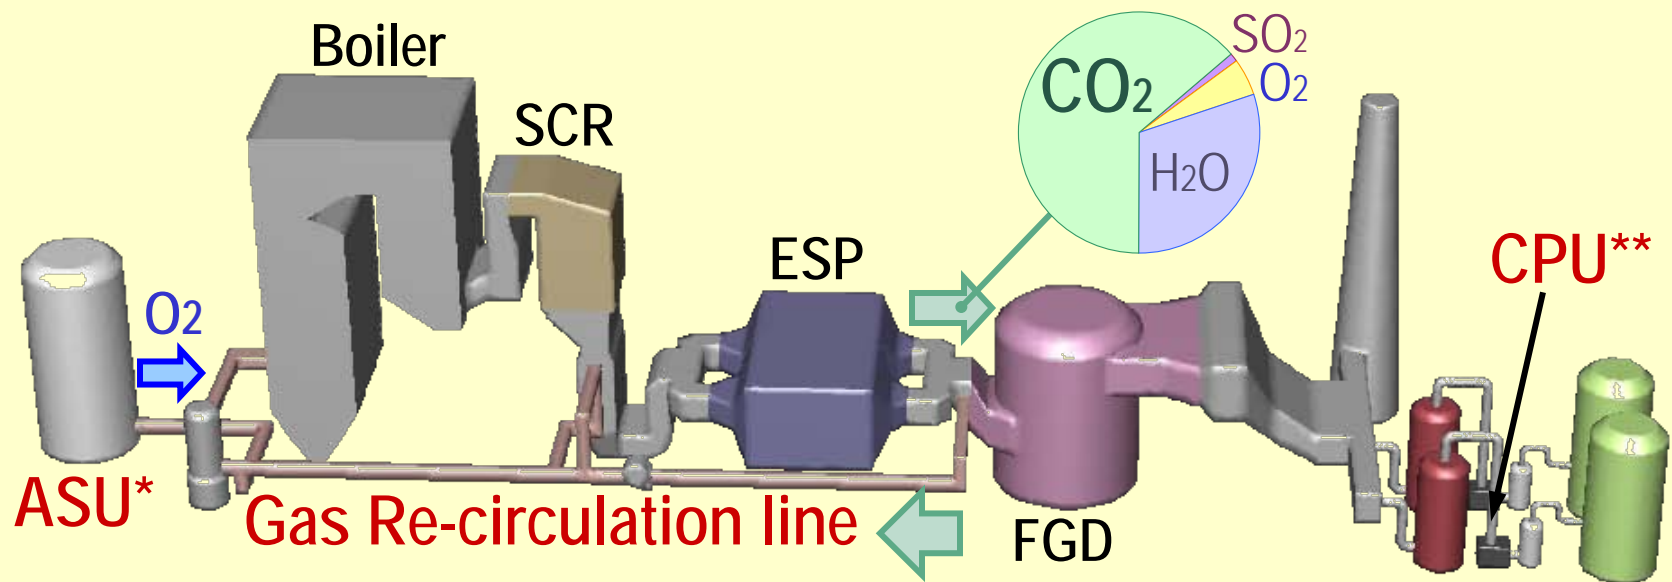 Boiler
SCR
SO2
CO2
O2
H2O
ESP
CPU**
O2
ASU*
Gas Re-circulation line
FGD